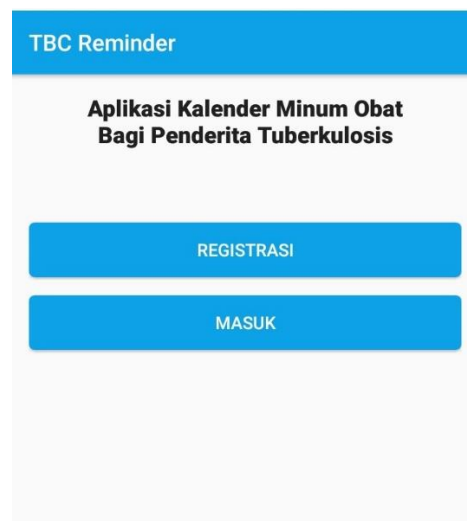 TBC Reminder
Aplikasi Kalender Minum Obat
Bagi Penderita Tuberkulosis
REGISTRASI
MASUK